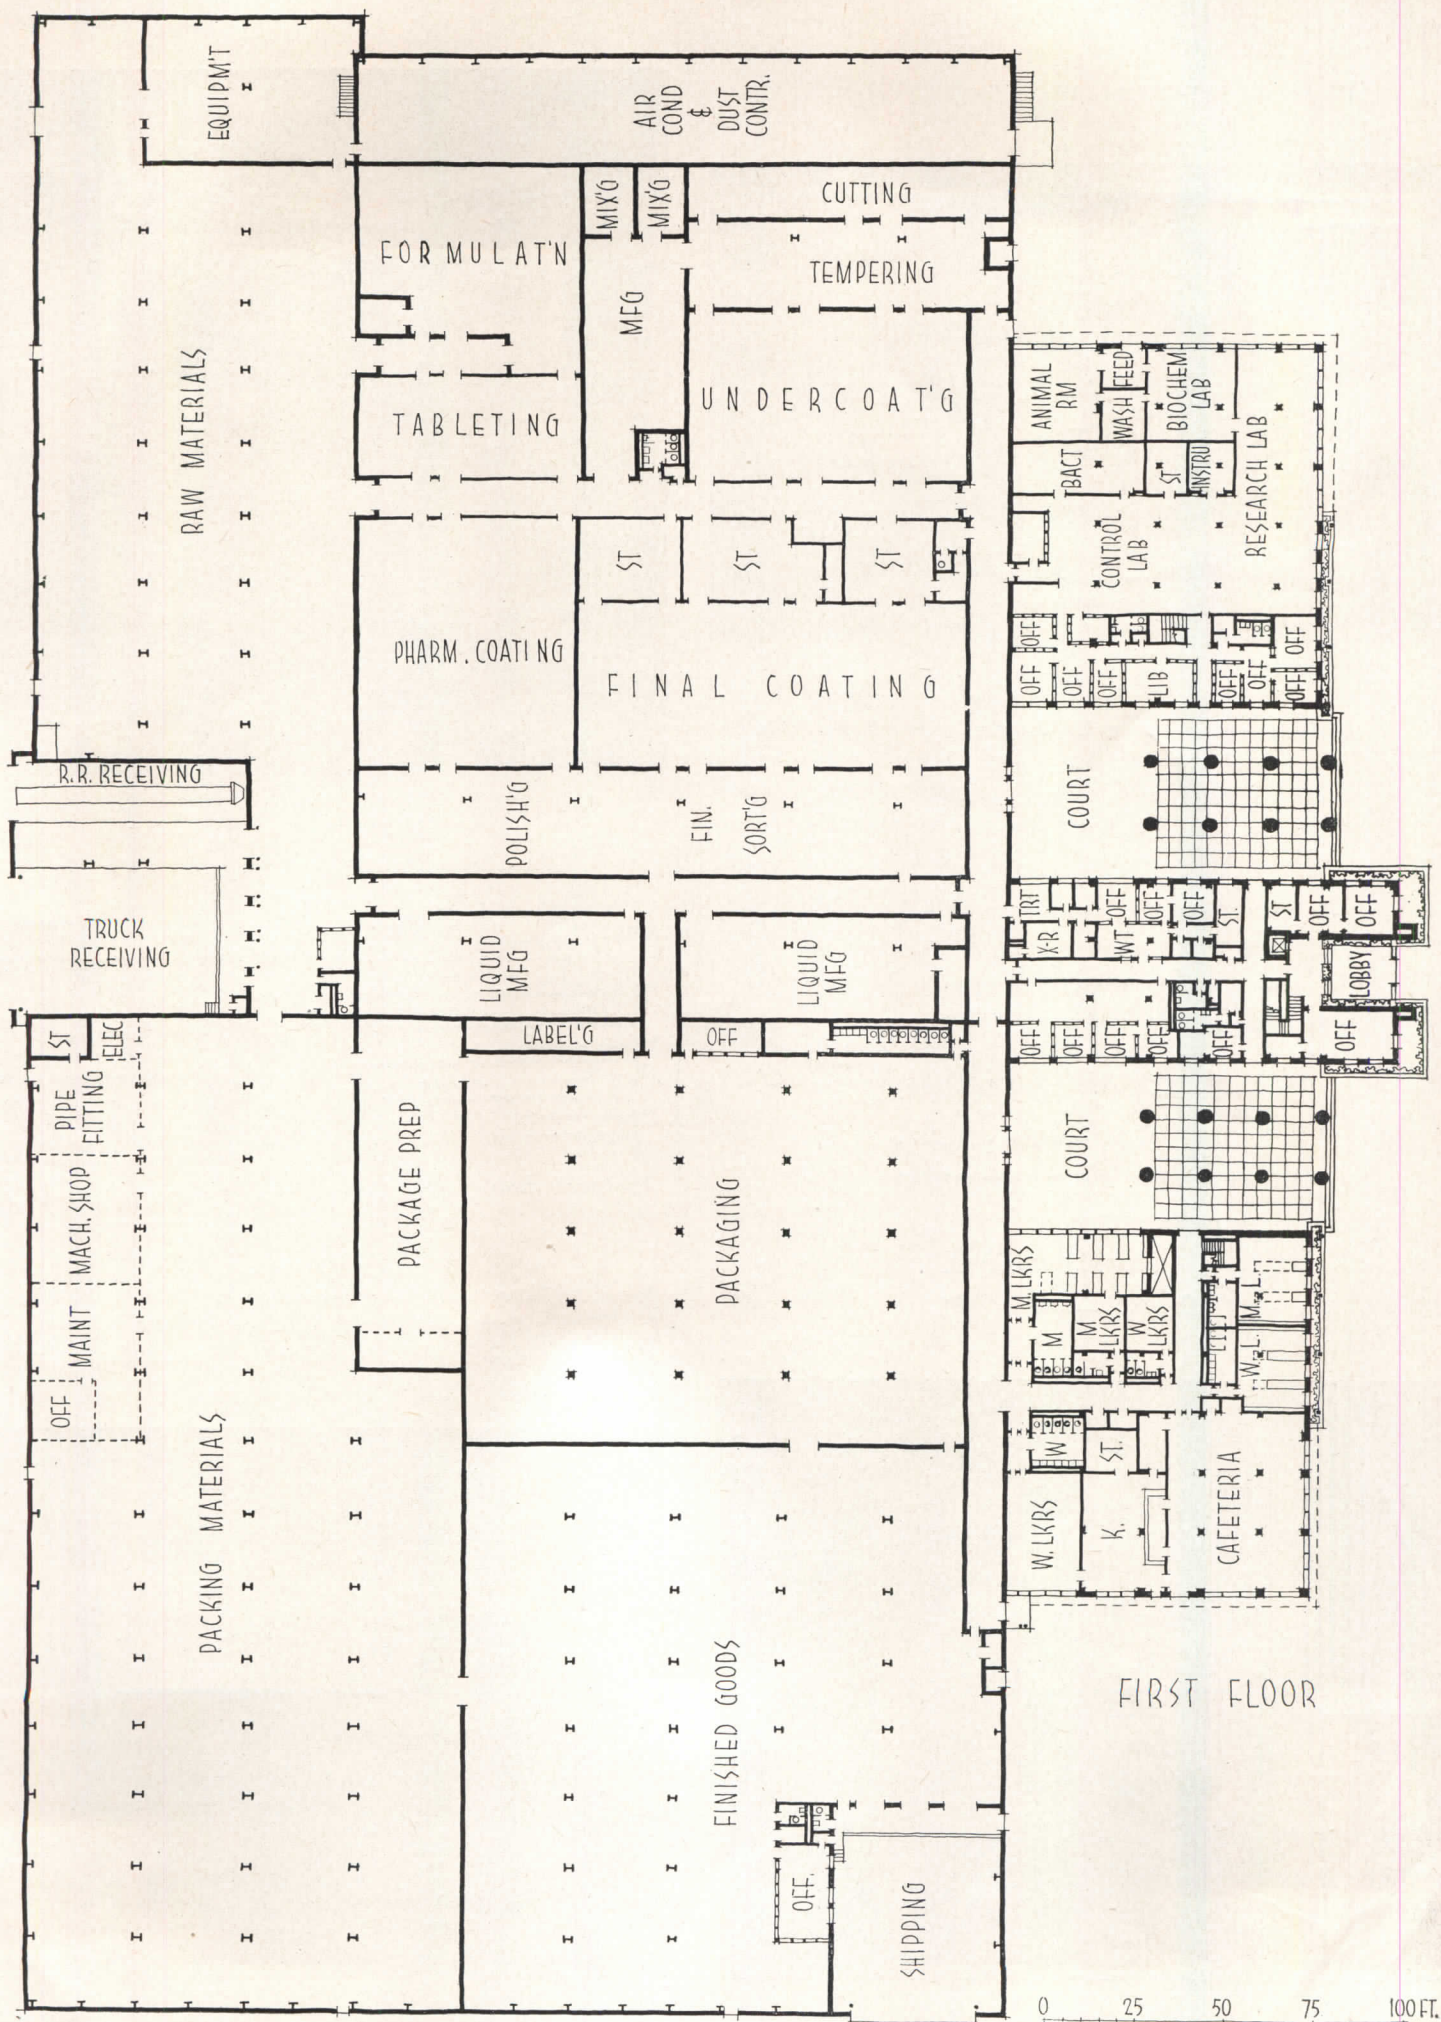 EQUIPM'T
AIR
COND
&
DUST
CONTR.
MIX'G
MIX'G
CUTTING
FORMULAT'N
TEMPERING
MFG
RAW MATERIALS
TABLETING
UNDERCOAT'G
ANIMAL
RM
WASH
FEED
BIOCHEM
LAB
BACT
ST
INSTRU
RESEARCH LAB
CONTROL
LAB
ST
ST.
ST
PHARM. COATING
FINAL COATING
OFF
OFF
OFF
OFF
OFF
LIB
OFF
OFF
OFF
R.R. RECEIVING
POLISH'G
FIN.
SORT'G
COURT
TRUCK
RECEIVING
LIQUID
MFG
LIQUID
MFG
TRT
X-R
OFF
WT
OFF
OFF
ST.
ST
OFF
OFF
LOBBY
OFF
OFF
OFF
OFF
OFF
OFF
ST
ELEC
LABEL'G
OFF
PIPE
FITTING
MACH. SHOP
MAINT
OFF
PACKAGE PREP
PACKAGING
COURT
M. LKRS
M
M
LKRS
W
LKRS
M. L.
W. L.
W
ST.
W. LKRS
K.
CAFETERIA
PACKING MATERIALS
FINISHED GOODS
FIRST FLOOR
OFF.
SHIPPING
0 25 50 75 100 FT.